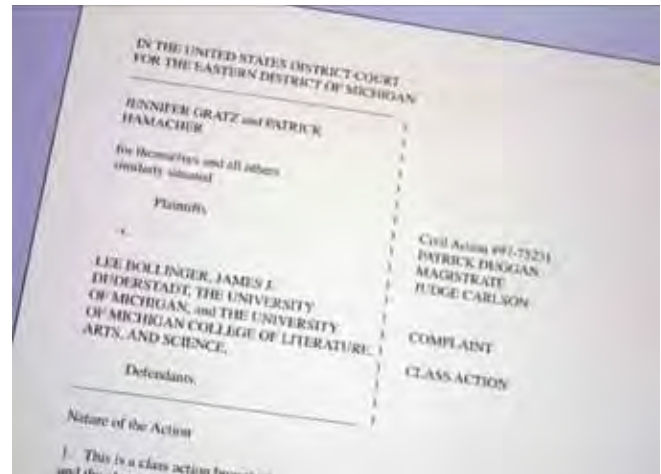 IN THE UNITED STATES DISTRICT COURT
FOR THE EASTERN DISTRICT OF MICHIGAN
JENNIFER GRATZ and PATRICK
HAMACHER
for themselves and all others
similarly situated
Plaintiffs
v.
LEE BOLLINGER, JAMES J.
DUDERSTADT, THE UNIVERSITY
OF MICHIGAN, and THE UNIVERSITY
OF MICHIGAN COLLEGE OF LITERATURE,
ARTS, AND SCIENCE,
Defendants.
Civil Action #97-75231
PATRICK DUGGAN
MAGISTRATE
JUDGE CARLSON
COMPLAINT
CLASS ACTION
Nature of the Action
1. This is a class action